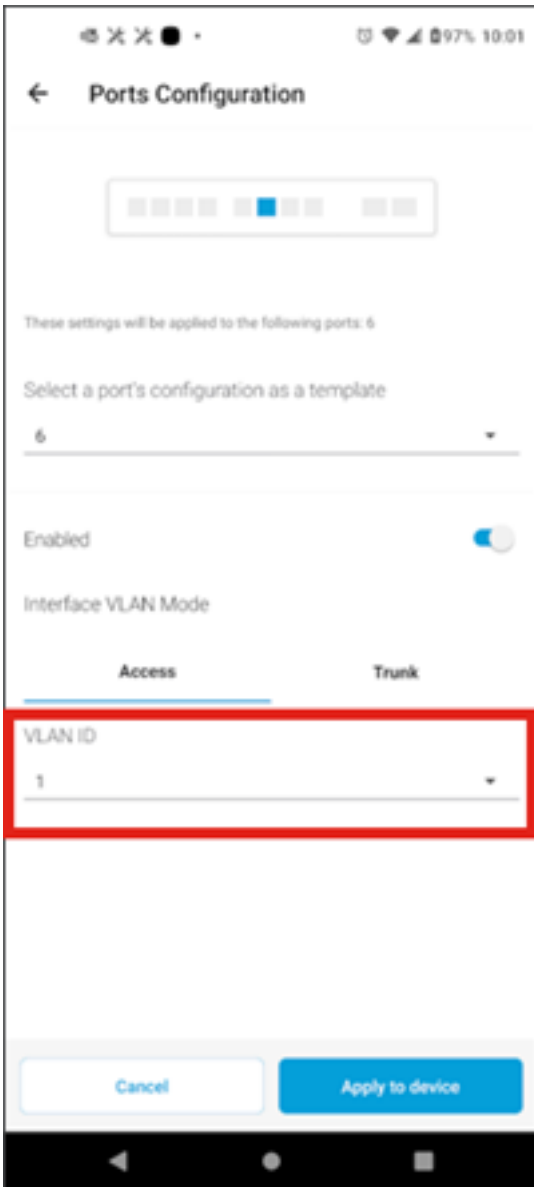 97% 10:01
Ports Configuration
These settings will be applied to the following ports: 6
Select a port's configuration as a template
6
Enabled
Interface VLAN Mode
Access Trunk
VLAN ID
1
Cancel Apply to device